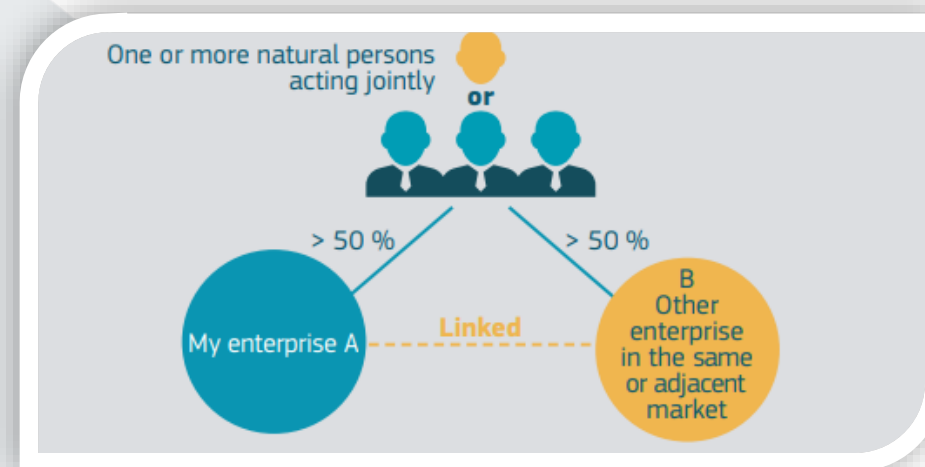 One or more natural persons
acting jointly
or
> 50 %
> 50 %
My enterprise A
Linked
B
Other
enterprise
in the same
or adjacent
market